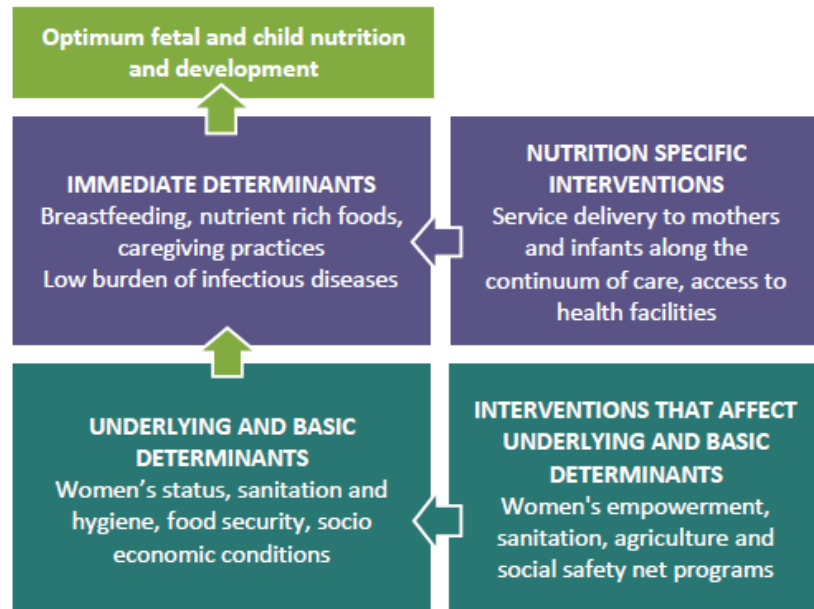 Optimum fetal and child nutrition
and development
IMMEDIATE DETERMINANTS
Breastfeeding, nutrient rich foods,
caregiving practices
Low burden of infectious diseases
NUTRITION SPECIFIC
INTERVENTIONS
Service delivery to mothers
and infants along the
continuum of care, access to
health facilities
UNDERLYING AND BASIC
DETERMINANTS
Women’s status, sanitation and
hygiene, food security, socio
economic conditions
INTERVENTIONS THAT AFFECT
UNDERLYING AND BASIC
DETERMINANTS
Women's empowerment,
sanitation, agriculture and
social safety net programs